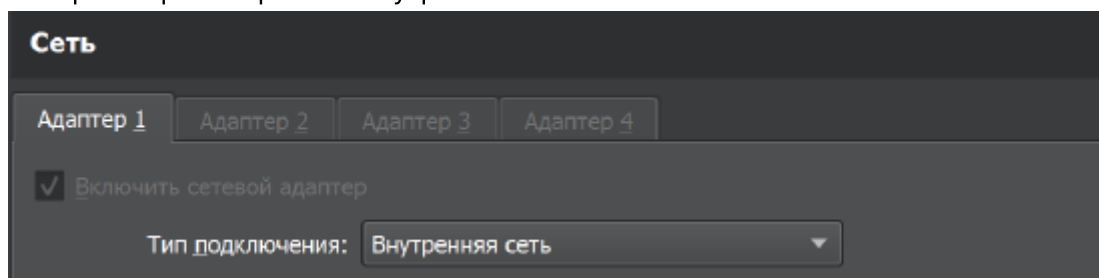 Сеть
Адаптер 1 Адаптер 2 Адаптер 3 Адаптер 4
Включить сетевой адаптер
Тип подключения: Внутренняя сеть